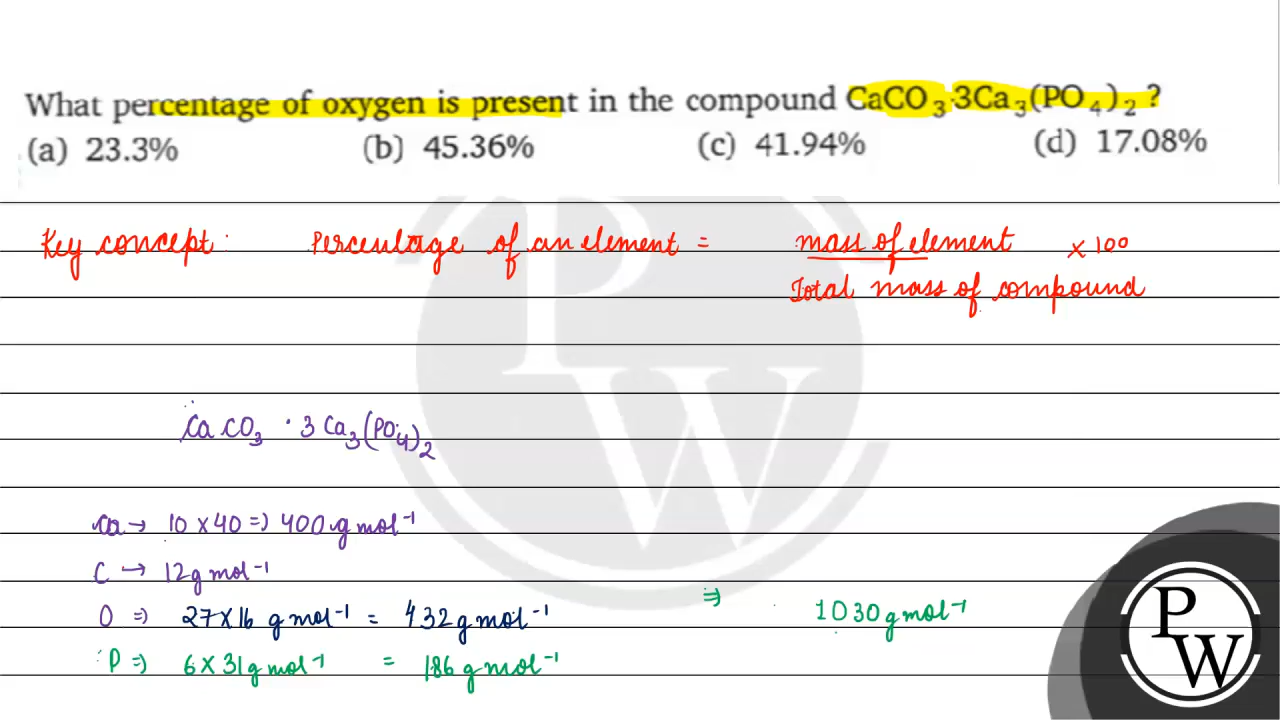 What percentage of oxygen is present in the compound CaCO₃·3Ca₃(PO₄)₂ ?
(a) 23.3% (b) 45.36% (c) 41.94% (d) 17.08%
Key concept: Percentage of an element = mass of element × 100
Total mass of compound
CaCO₃ · 3Ca₃(PO₄)₂
Ca → 10 × 40 ⇒ 400 g mol⁻¹
C → 12 g mol⁻¹
O ⇒ 27 × 16 g mol⁻¹ = 432 g mol⁻¹ ⇒ 1030 g mol⁻¹
P ⇒ 6 × 31 g mol⁻¹ = 186 g mol⁻¹
PW
PW